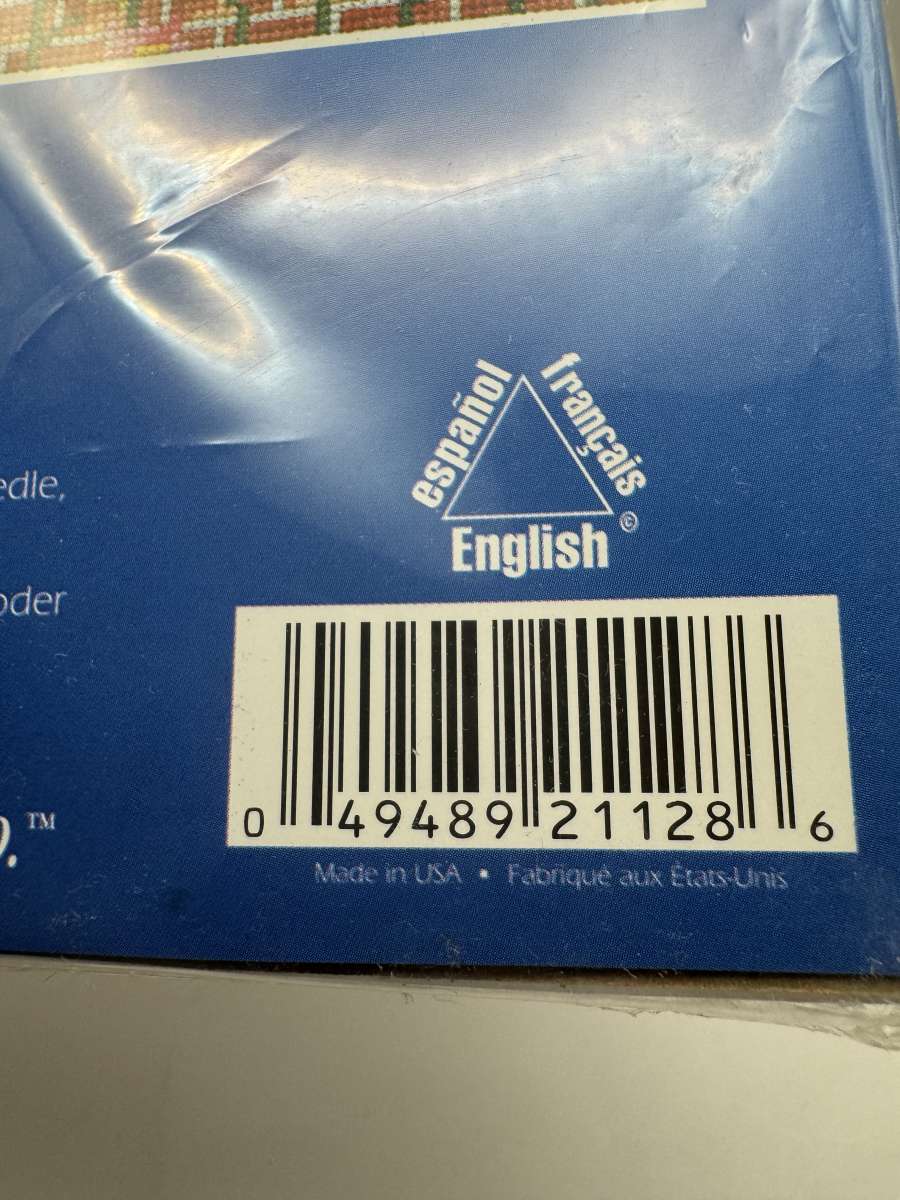 español
français
©
English
edle,
oder
™
0 49489 21128 6
Made in USA • Fabriqué aux États-Unis